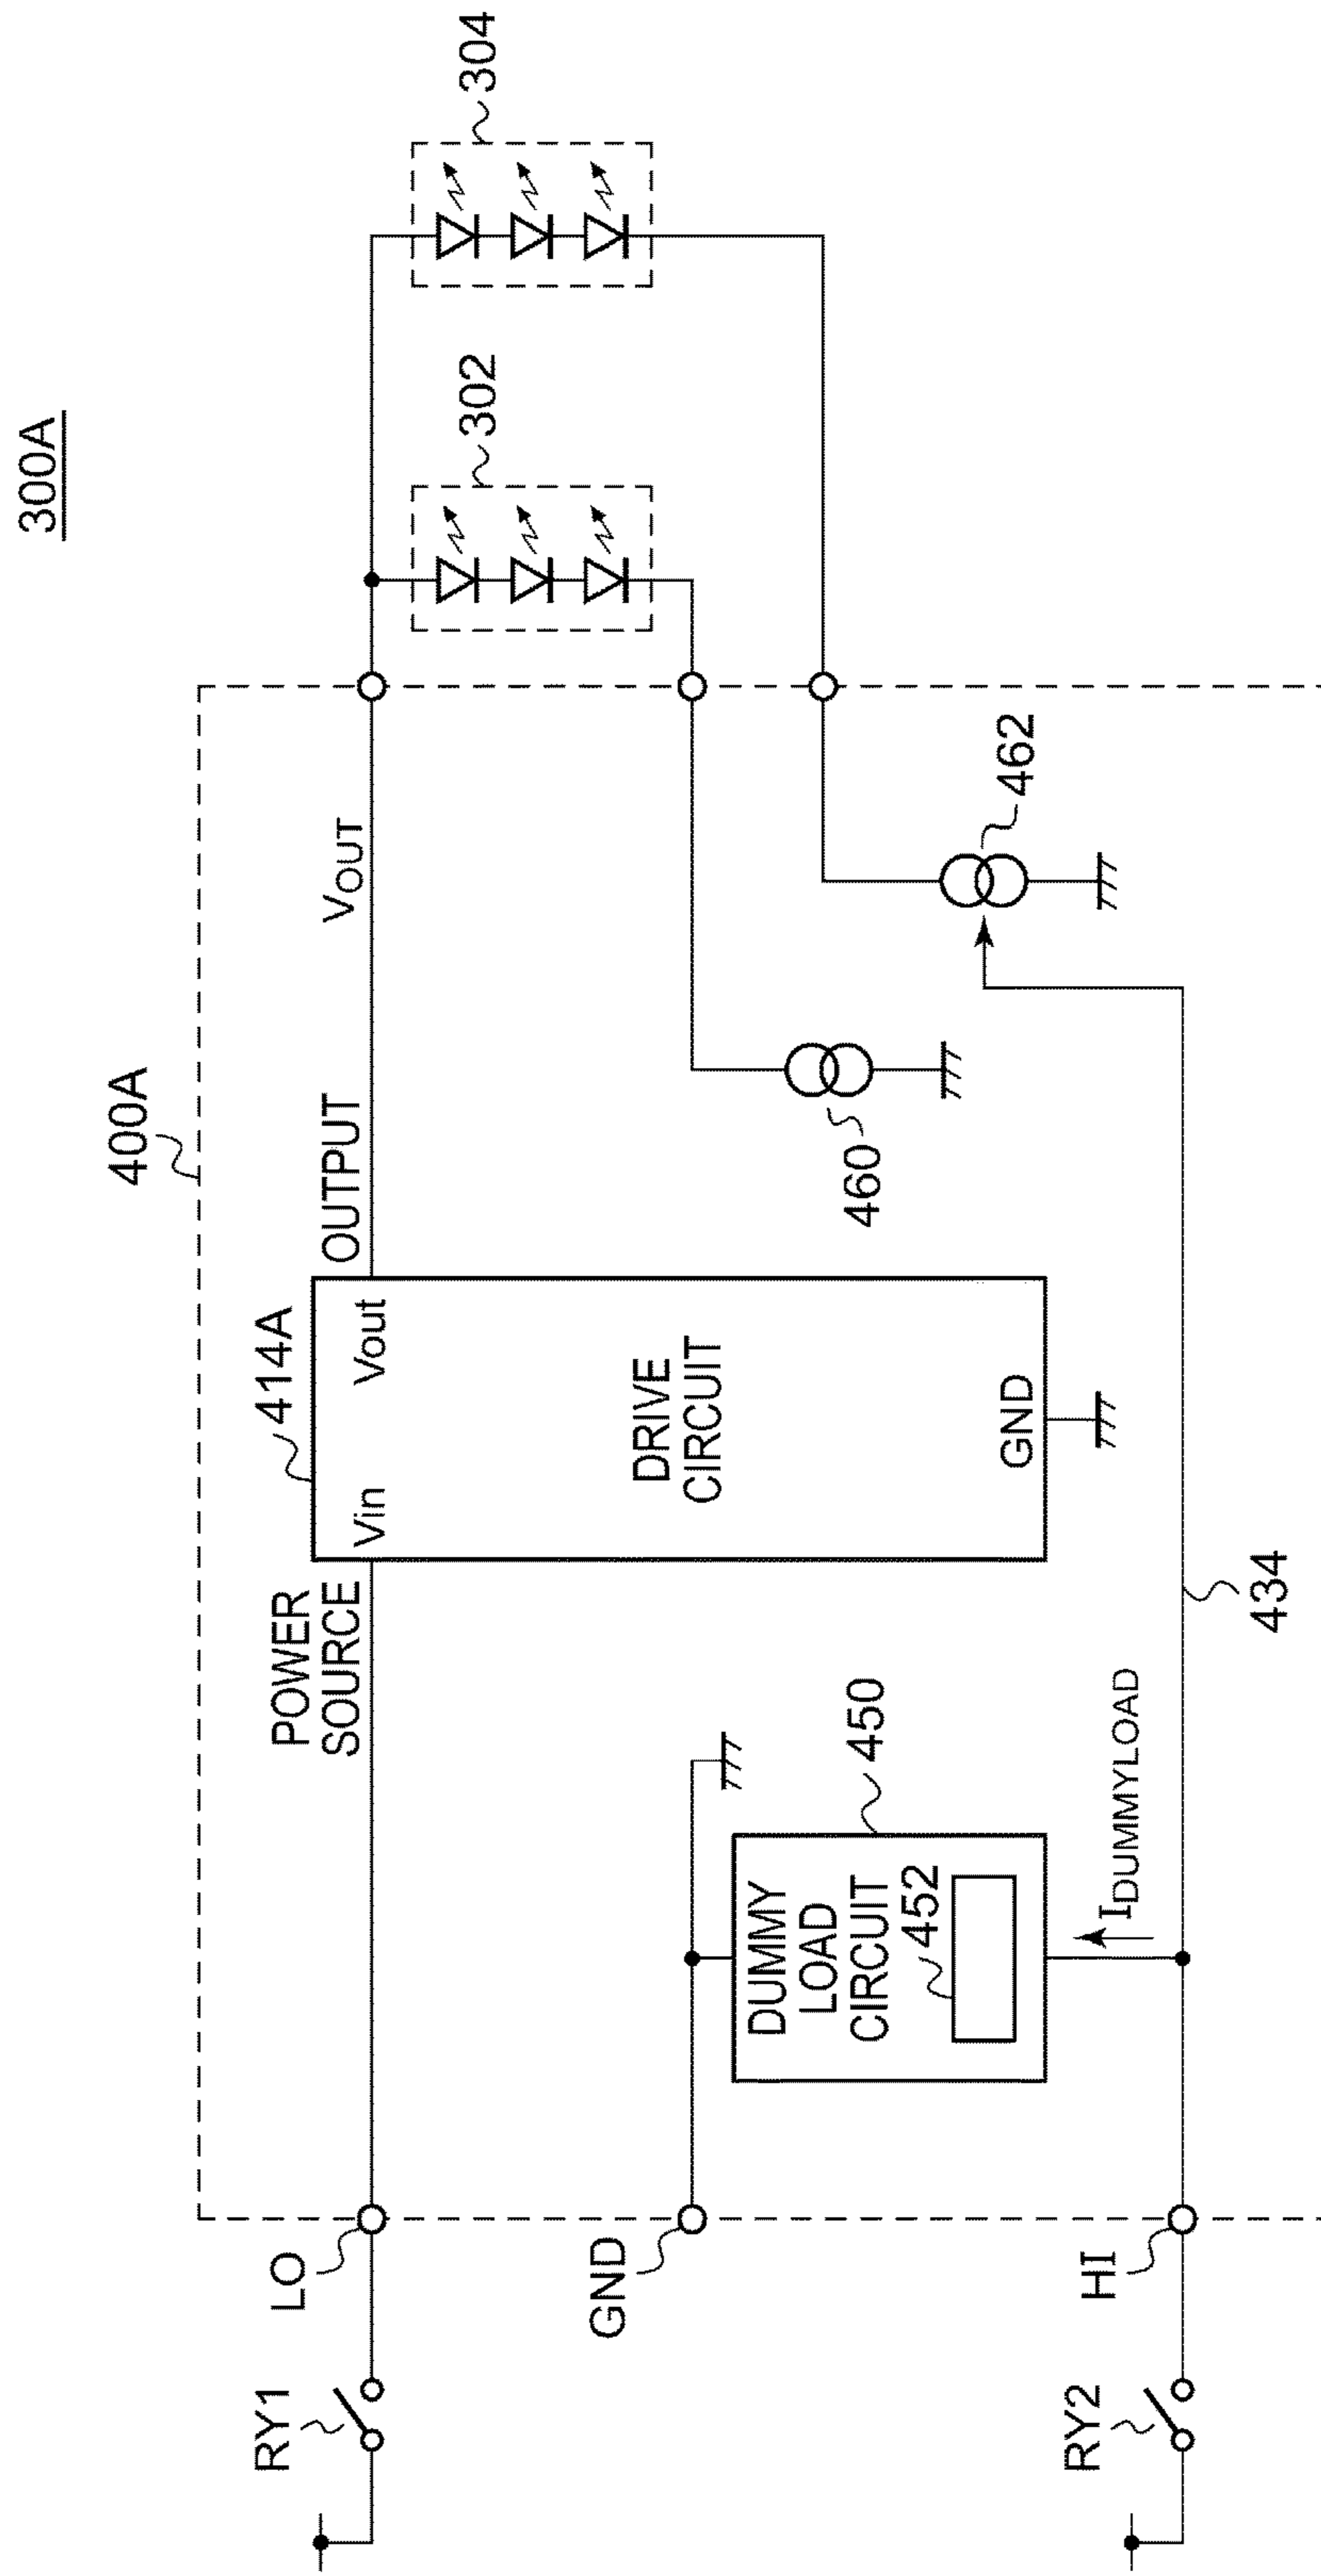 300A
400A
304
302
414A
POWER
SOURCE
Vin
Vout
OUTPUT
VOUT
DRIVE
CIRCUIT
GND
RY1
LO
GND
DUMMY
LOAD
CIRCUIT
452
450
IDUMMYLOAD
460
462
434
RY2
HI